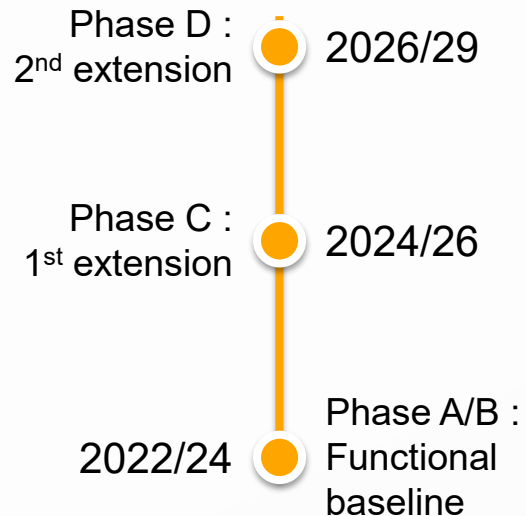 Phase D :
2nd extension
2026/29
Phase C :
1st extension
2024/26
2022/24
Phase A/B :
Functional
baseline